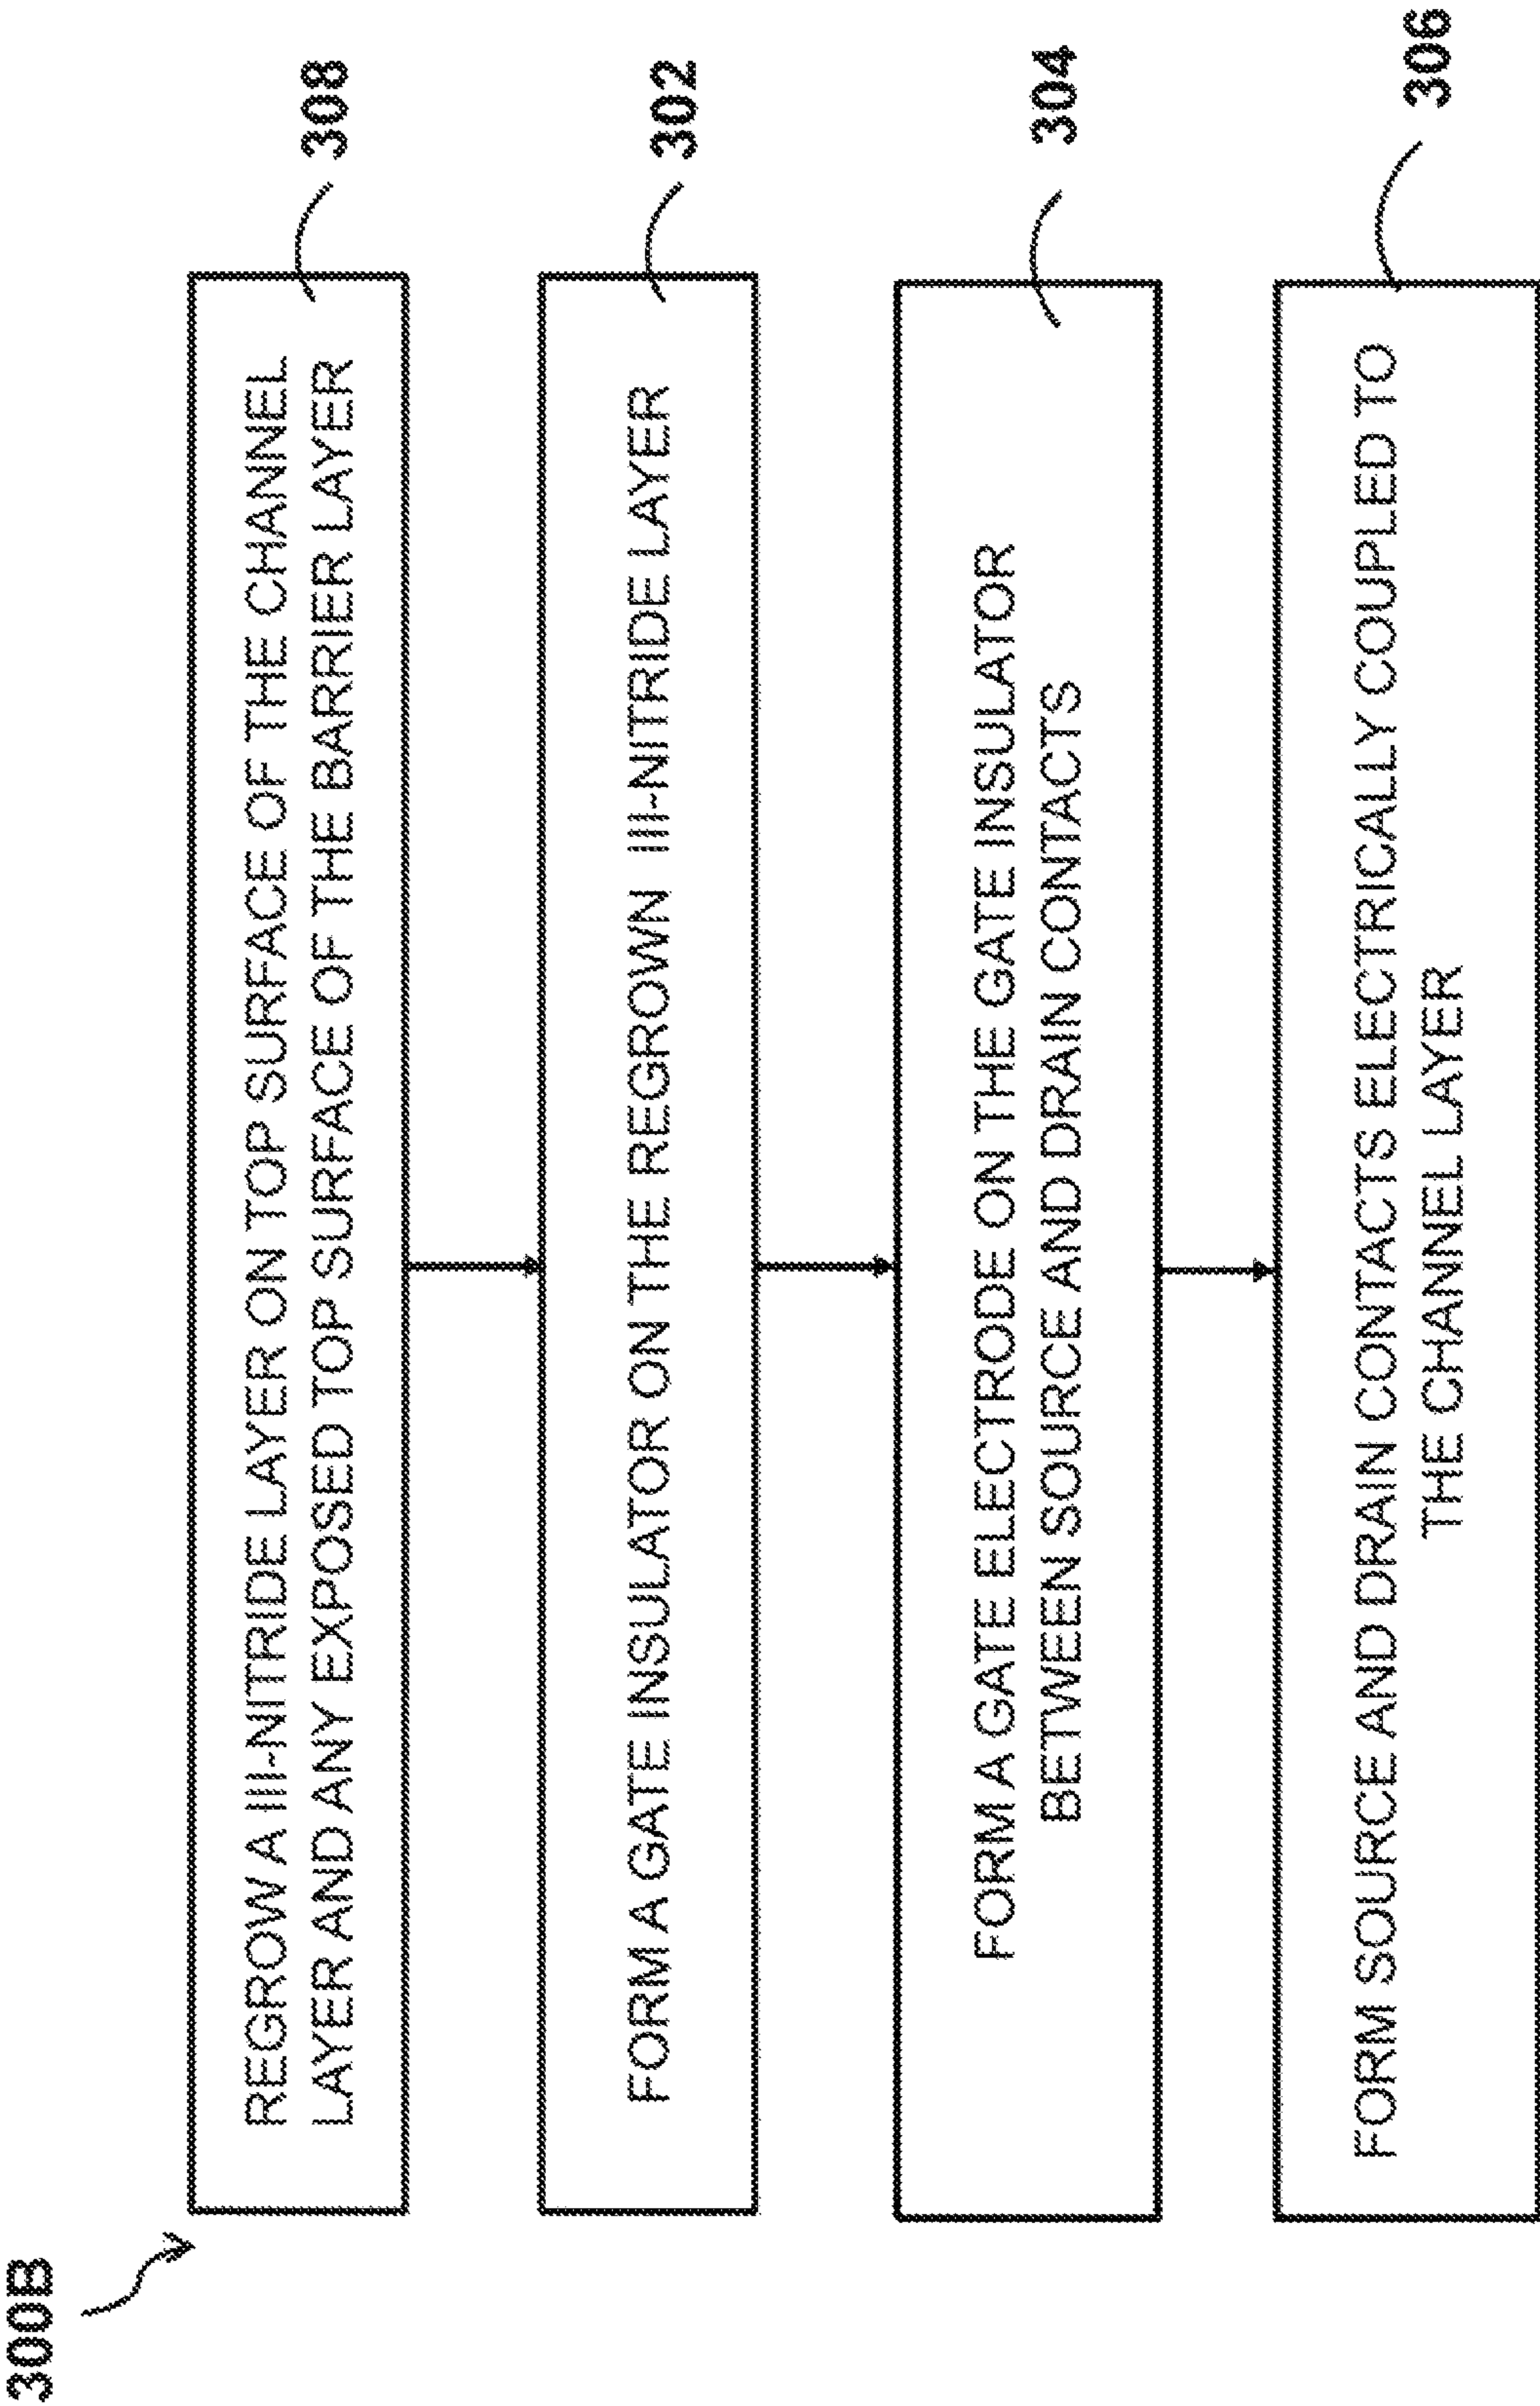 300B
REGROW A III-NITRIDE LAYER ON TOP SURFACE OF THE CHANNEL
LAYER AND ANY EXPOSED TOP SURFACE OF THE BARRIER LAYER
308
FORM A GATE INSULATOR ON THE REGROWN III-NITRIDE LAYER
302
FORM A GATE ELECTRODE ON THE GATE INSULATOR
BETWEEN SOURCE AND DRAIN CONTACTS
304
FORM SOURCE AND DRAIN CONTACTS ELECTRICALLY COUPLED TO
THE CHANNEL LAYER
306